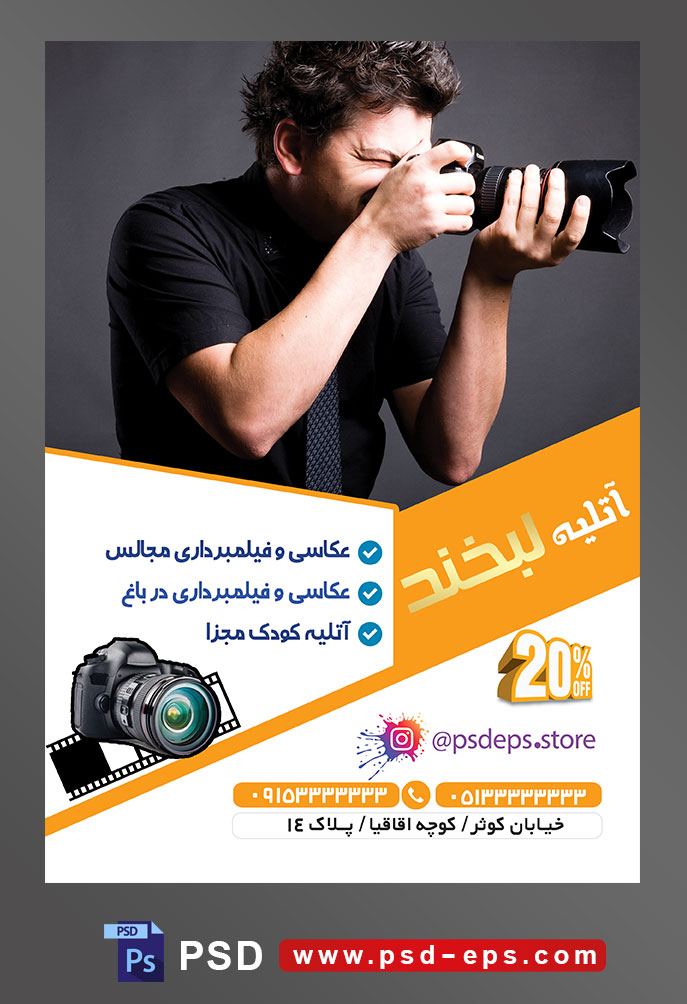 آتلیه لبخند
عکاسی و فیلمبرداری مجالس
عکاسی و فیلمبرداری در باغ
آتلیه کودک مجزا
20% OFF
@psdeps.store
۰۹۱۵۳۳۳۳۳۳۳ ۰۵۱۳۳۳۳۳۳۳۳
خیابان کوثر/ کوچه اقاقیا/ پلاک ١٤
PSD
Ps
PSD www.psd-eps.com